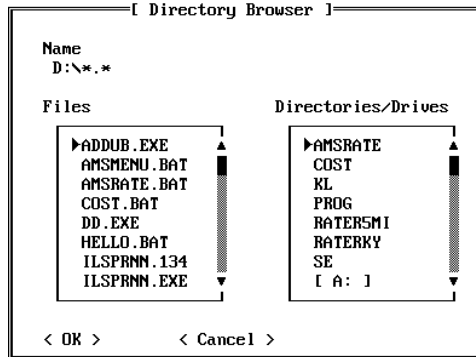 [ Directory Browser ]
Name
D:\*.*
Files
Directories/Drives
ADDUB.EXE
AMSMENU.BAT
AMSRATE.BAT
COST.BAT
DD.EXE
HELLO.BAT
ILSPRNN.134
ILSPRNN.EXE
AMSRATE
COST
KL
PROG
RATER5MI
RATERKY
SE
[ A: ]
< OK >
< Cancel >